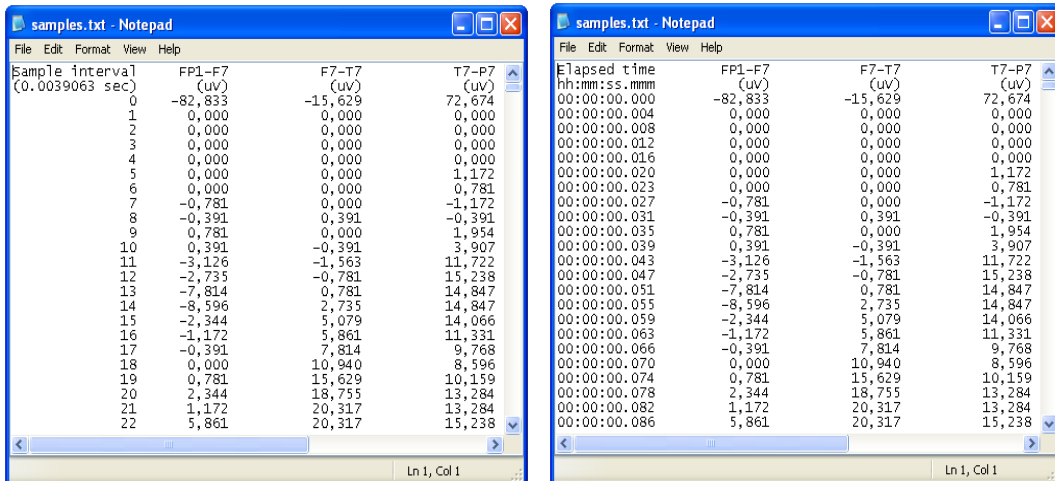 samples.txt - Notepad
File Edit Format View Help
Sample interval FP1-F7 F7-T7 T7-P7
(0.0039063 sec) (uv) (uv) (uv)
0 -82,833 -15,629 72,674
1 0,000 0,000 0,000
2 0,000 0,000 0,000
3 0,000 0,000 0,000
4 0,000 0,000 0,000
5 0,000 0,000 1,172
6 0,000 0,000 0,781
7 -0,781 0,000 -1,172
8 -0,391 0,391 -0,391
9 0,781 0,000 1,954
10 0,391 -0,391 3,907
11 -3,126 -1,563 11,722
12 -2,735 -0,781 15,238
13 -7,814 0,781 14,847
14 -8,596 2,735 14,847
15 -2,344 5,079 14,066
16 -1,172 5,861 11,331
17 -0,391 7,814 9,768
18 0,000 10,940 8,596
19 0,781 15,629 10,159
20 2,344 18,755 13,284
21 1,172 20,317 13,284
22 5,861 20,317 15,238
Ln 1, Col 1
samples.txt - Notepad
File Edit Format View Help
Elapsed time FP1-F7 F7-T7 T7-P7
hh:mm:ss.mmm (uv) (uv) (uv)
00:00:00.000 -82,833 -15,629 72,674
00:00:00.004 0,000 0,000 0,000
00:00:00.008 0,000 0,000 0,000
00:00:00.012 0,000 0,000 0,000
00:00:00.016 0,000 0,000 0,000
00:00:00.020 0,000 0,000 1,172
00:00:00.023 0,000 0,000 0,781
00:00:00.027 -0,781 0,000 -1,172
00:00:00.031 -0,391 0,391 -0,391
00:00:00.035 0,781 0,000 1,954
00:00:00.039 0,391 -0,391 3,907
00:00:00.043 -3,126 -1,563 11,722
00:00:00.047 -2,735 -0,781 15,238
00:00:00.051 -7,814 0,781 14,847
00:00:00.055 -8,596 2,735 14,847
00:00:00.059 -2,344 5,079 14,066
00:00:00.063 -1,172 5,861 11,331
00:00:00.066 -0,391 7,814 9,768
00:00:00.070 0,000 10,940 8,596
00:00:00.074 0,781 15,629 10,159
00:00:00.078 2,344 18,755 13,284
00:00:00.082 1,172 20,317 13,284
00:00:00.086 5,861 20,317 15,238
Ln 1, Col 1